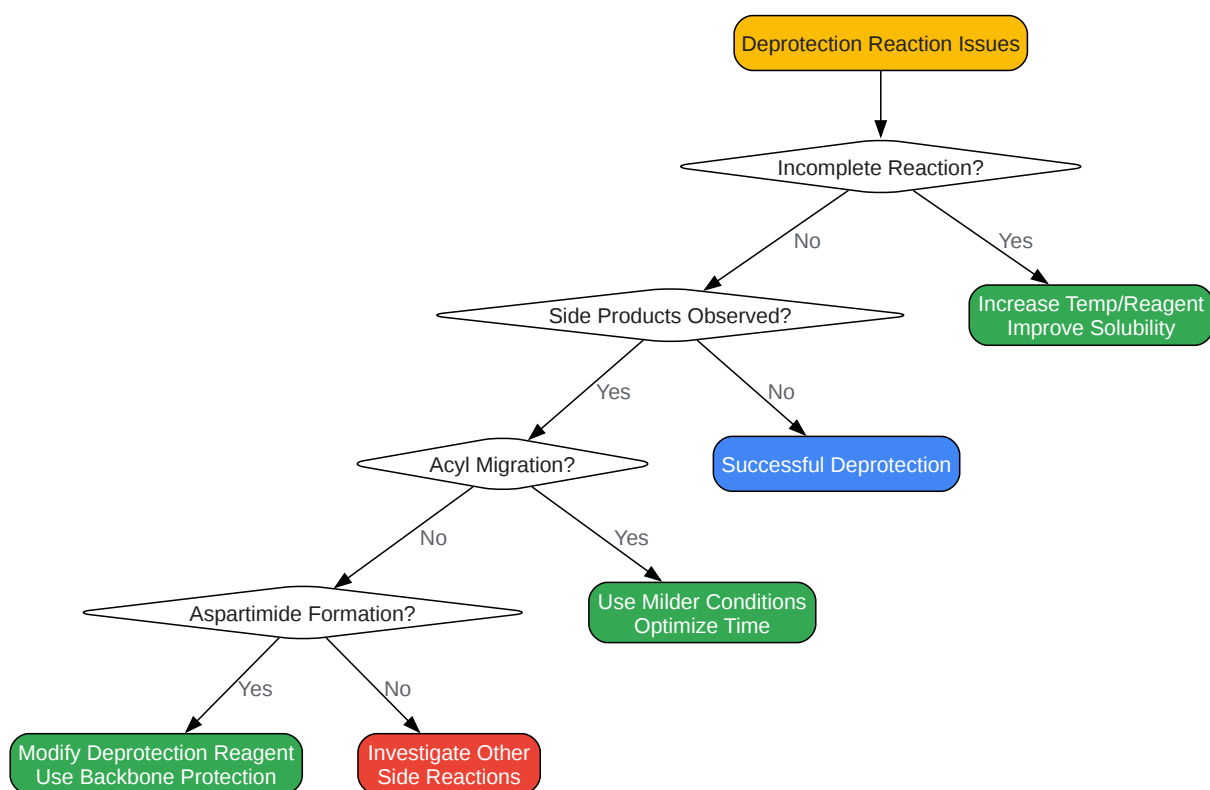 Deprotection Reaction Issues
Incomplete Reaction?
No
Yes
Side Products Observed?
Increase Temp/Reagent
Improve Solubility
Yes
No
Acyl Migration?
Successful Deprotection
No
Yes
Aspartimide Formation?
Use Milder Conditions
Optimize Time
Yes
No
Modify Deprotection Reagent
Use Backbone Protection
Investigate Other
Side Reactions